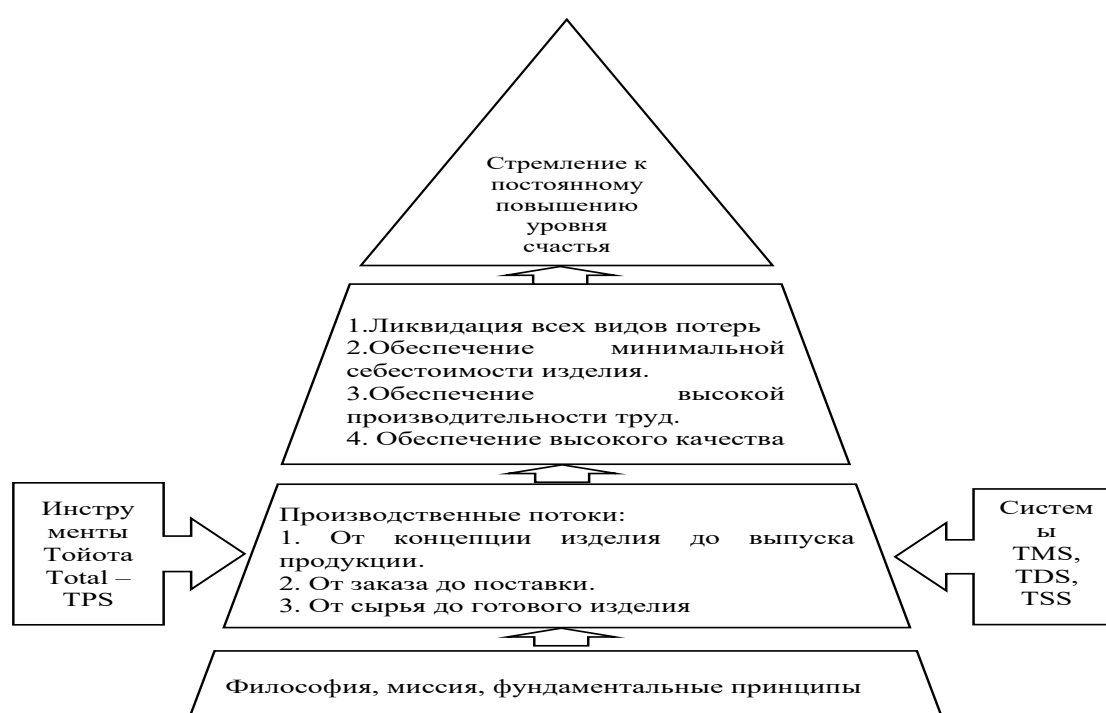 Стремление к
постоянному
повышению
уровня
счастья
1.Ликвидация всех видов потерь
2.Обеспечение минимальной
себестоимости изделия.
3.Обеспечение высокой
производительности труд.
4. Обеспечение высокого качества
Инстру
менты
Тойота
Total –
TPS
Производственные потоки:
1. От концепции изделия до выпуска
продукции.
2. От заказа до поставки.
3. От сырья до готового изделия
Систем
ы
TMS,
TDS,
TSS
Философия, миссия, фундаментальные принципы